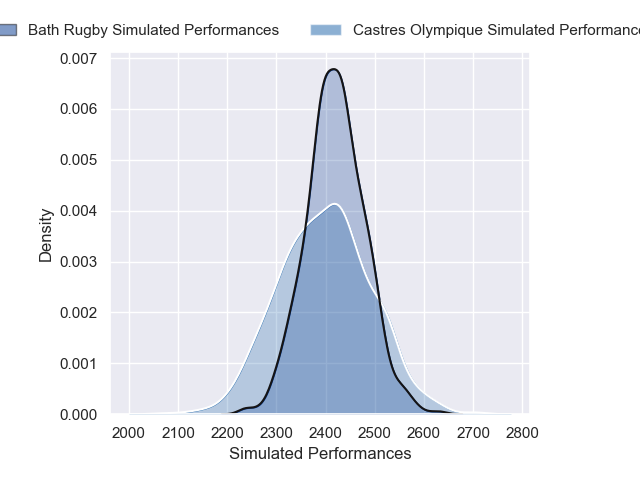 Bath Rugby Simulated Performances
Castres Olympique Simulated Performance
0.007
0.006
0.005
0.004
0.003
0.002
0.001
0.000
Density
2000 2100 2200 2300 2400 2500 2600 2700 2800
Simulated Performances